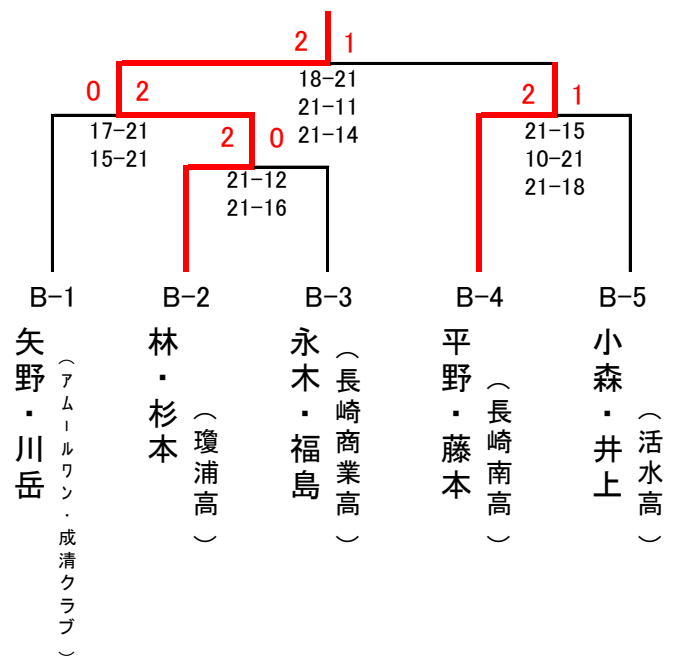 2 1
18-21
21-11
21-14
0 2
17-21
15-21
2 0
21-12
21-16
2 1
21-15
10-21
21-18
B-1
B-2
B-3
B-4
B-5
矢野・川岳
(アムールワン・成清クラブ)
林・杉本
(瓊浦高)
永木・福島
(長崎商業高)
平野・藤本
(長崎南高)
小森・井上
(活水高)